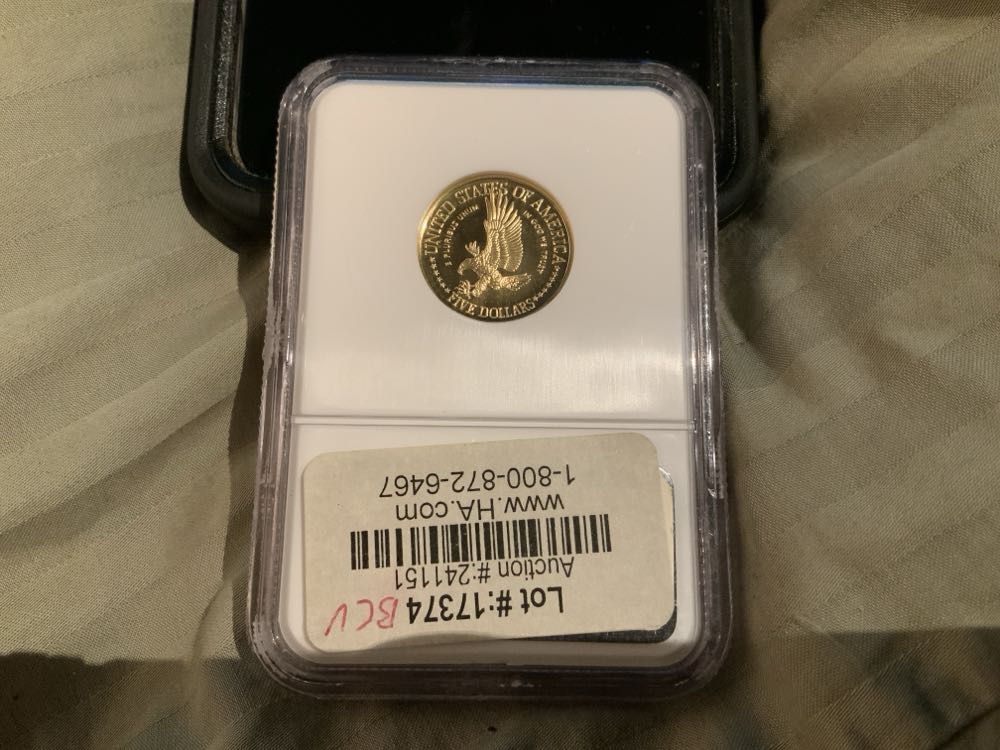 UNITED STATES OF AMERICA
E PLURIBUS UNUM
IN GOD WE TRUST
FIVE DOLLARS
Lot #:17374 BCV
Auction #:241151
www.HA.com
1-800-872-6467